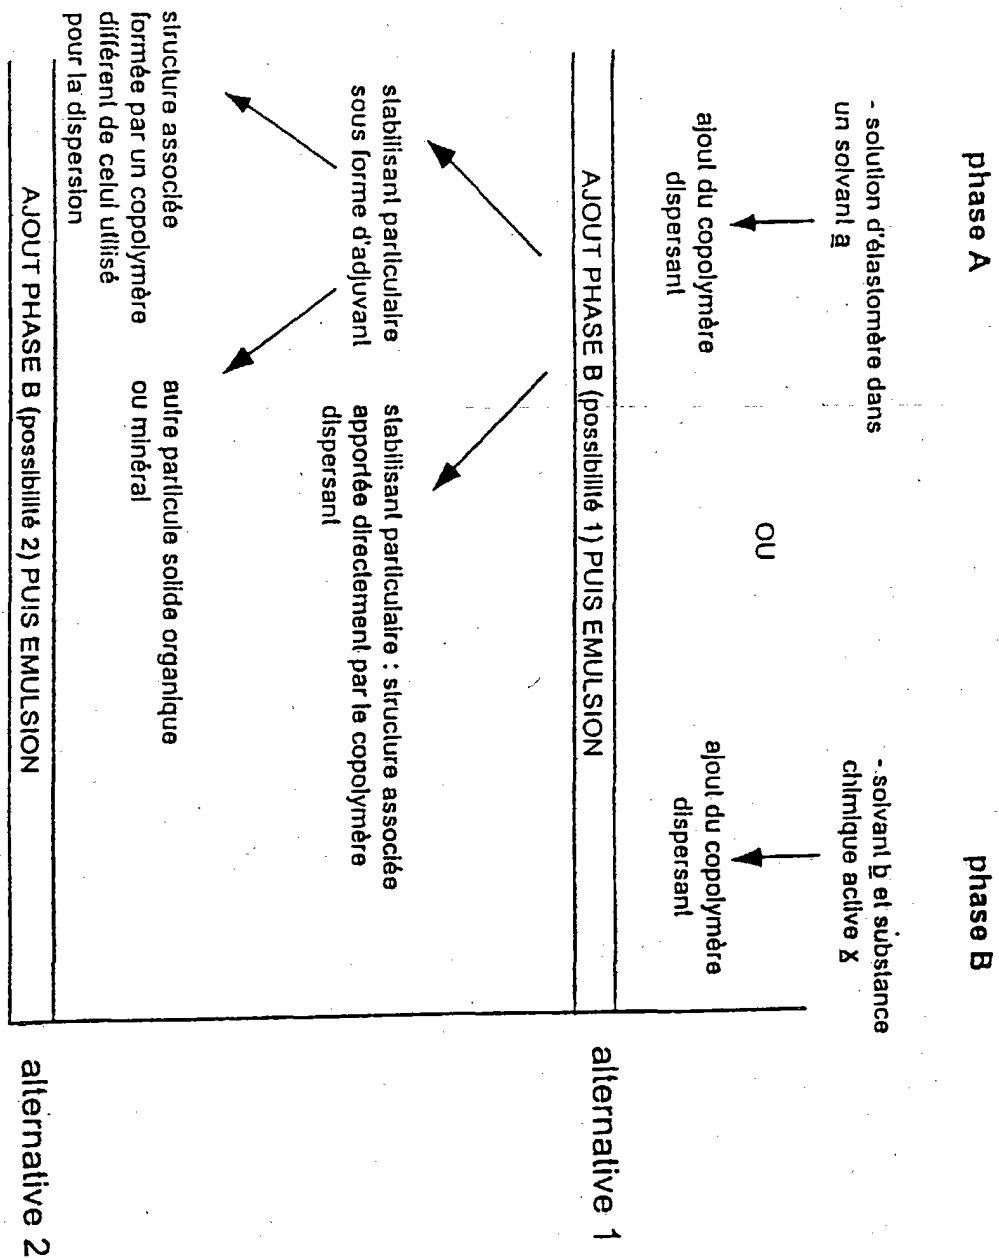 phase A
phase B
- solution d'élastomère dans
un solvant a
- solvant b et substance
chimique active X
ajout du copolymère
dispersant
OU
ajout du copolymère
dispersant
AJOUT PHASE B (possibilité 1) PUIS EMULSION
alternative 1
stabilisant particulaire
sous forme d'adjuvant
stabilisant particulaire : structure associée
apportée directement par le copolymère
dispersant
structure associée
formée par un copolymère
différent de celui utilisé
pour la dispersion
autre particule solide organique
ou minéral
AJOUT PHASE B (possibilité 2) PUIS EMULSION
alternative 2